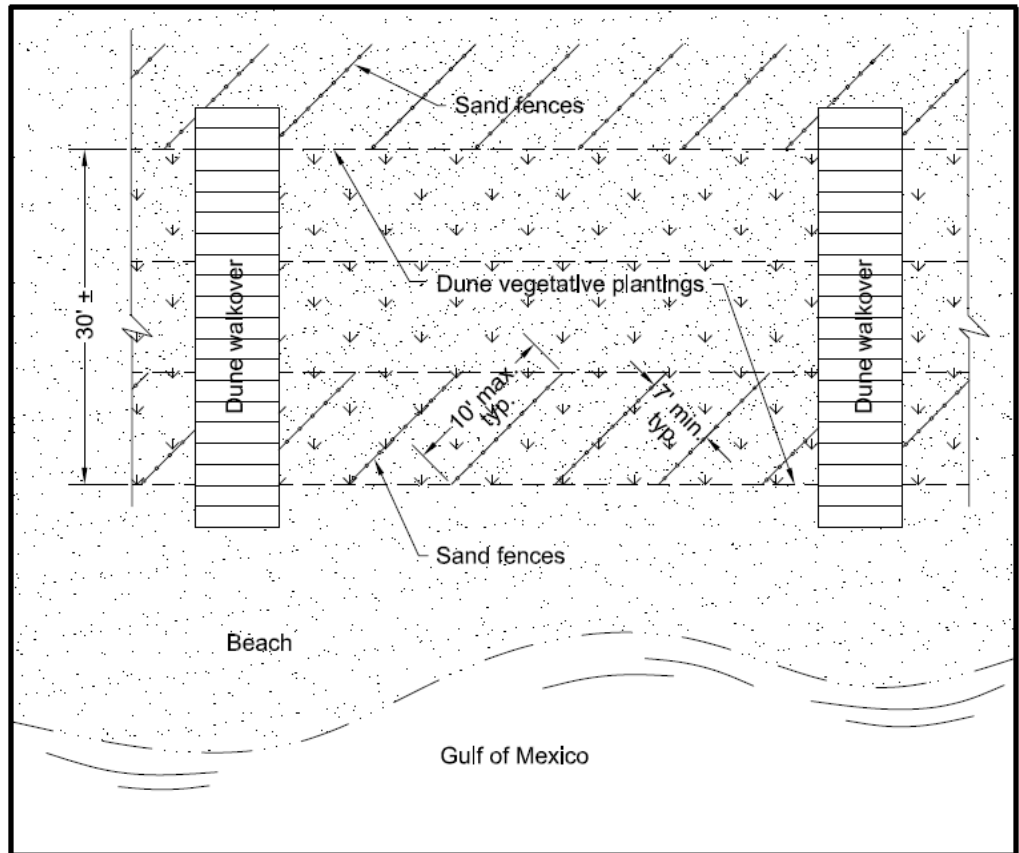 Sand fences
30' ±
Dune walkover
Dune walkover
Dune vegetative plantings
10' max
typ
7' min.
typ.
Sand fences
Beach
Gulf of Mexico